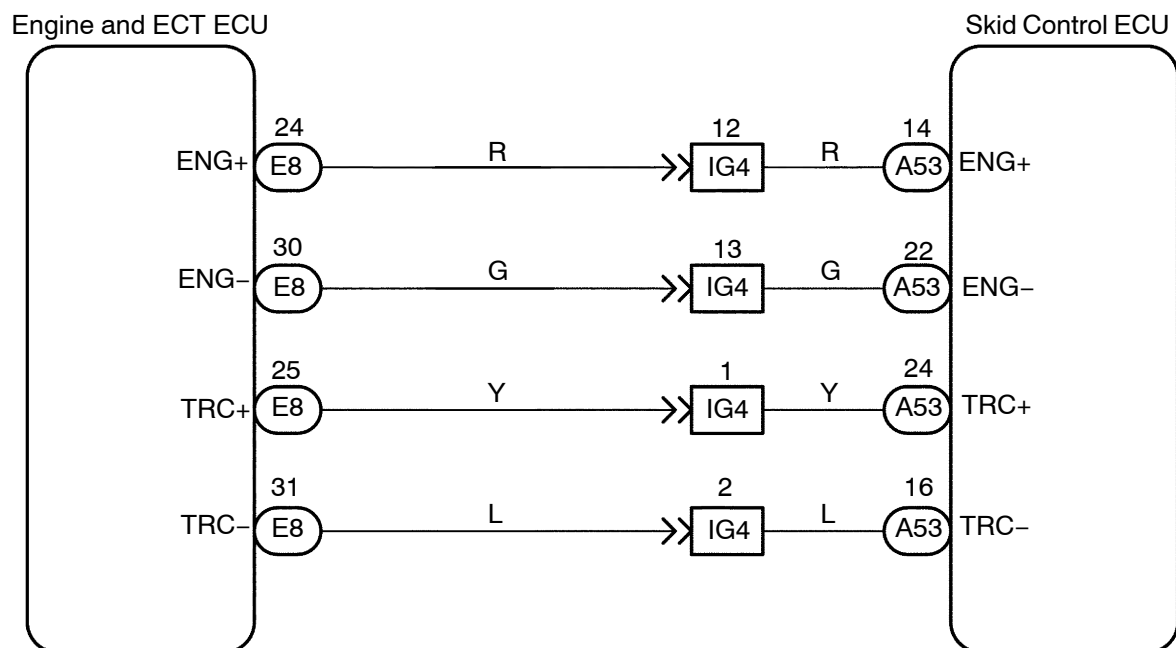 Engine and ECT ECU
Skid Control ECU
24
12
14
ENG+
E8
R
IG4
R
A53
ENG+
30
13
22
ENG−
E8
G
IG4
G
A53
ENG−
25
1
24
TRC+
E8
Y
IG4
Y
A53
TRC+
31
2
16
TRC−
E8
L
IG4
L
A53
TRC−